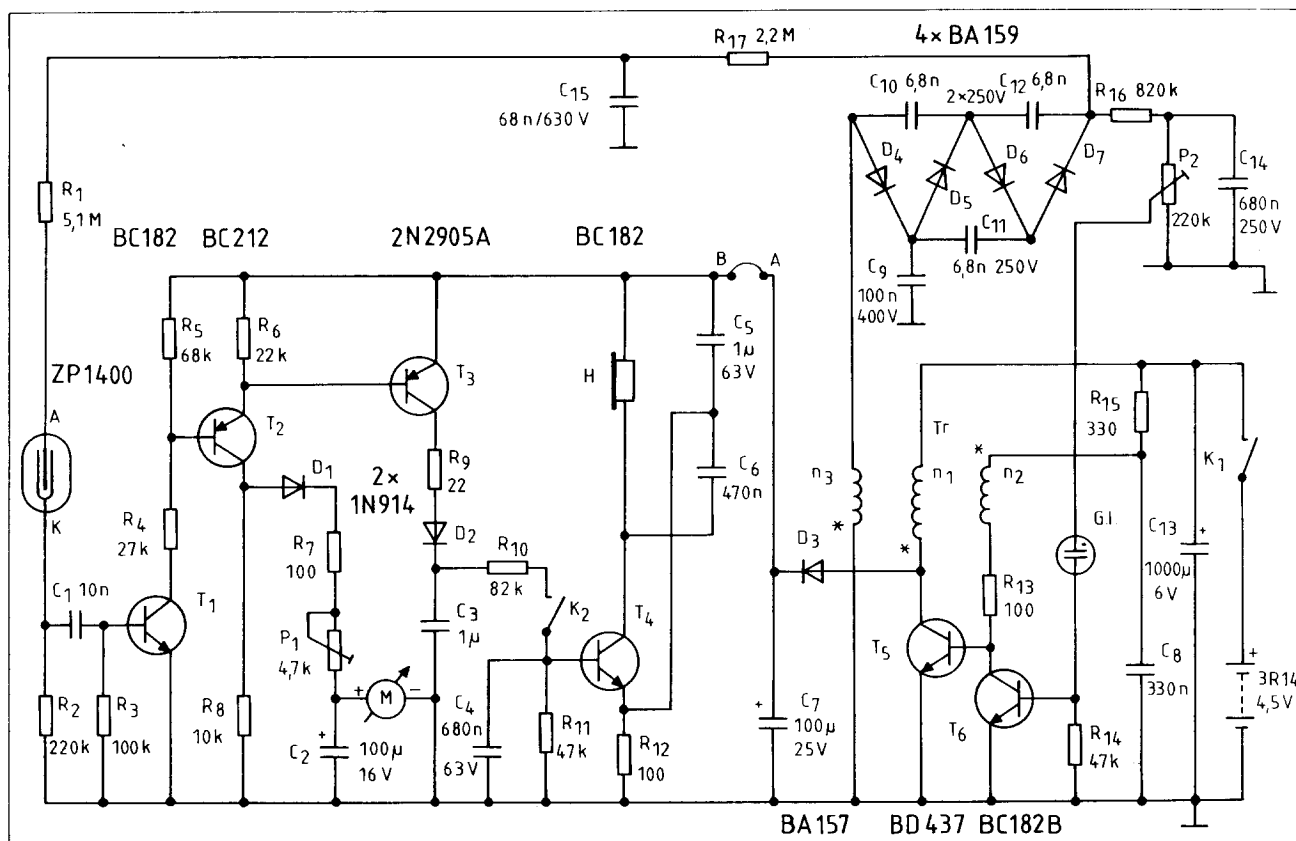 R17 2,2M
4× BA159
C15
68n/630V
C10 6,8n
2×250V
C12 6,8n
R16 820k
D4
D5
D6
D7
P2
220k
C14
680n
250V
R1
5,1M
C11
6,8n 250V
C9
100n
400V
BC182
BC212
2N2905A
BC182
B
A
R5
68k
R6
22k
T3
H
C5
1µ
63V
ZP1400
A
K
T2
D1
2×
1N914
R9
22
C6
470n
Tr
n3
*
n1
*
n2
*
R15
330
K1
R4
27k
R7
100
D2
R10
82k
D3
G.I.
C13
+
1000µ
6V
C1 10n
T1
P1
4,7k
C3
1µ
K2
T4
T5
R13
100
T6
C8
330n
+
3R14
4,5V
R2
220k
R3
100k
R8
10k
+ M -
C2
+
100µ
16V
C4
680n
63V
R11
47k
R12
100
C7
+
100µ
25V
R14
47k
BA157
BD437
BC182B